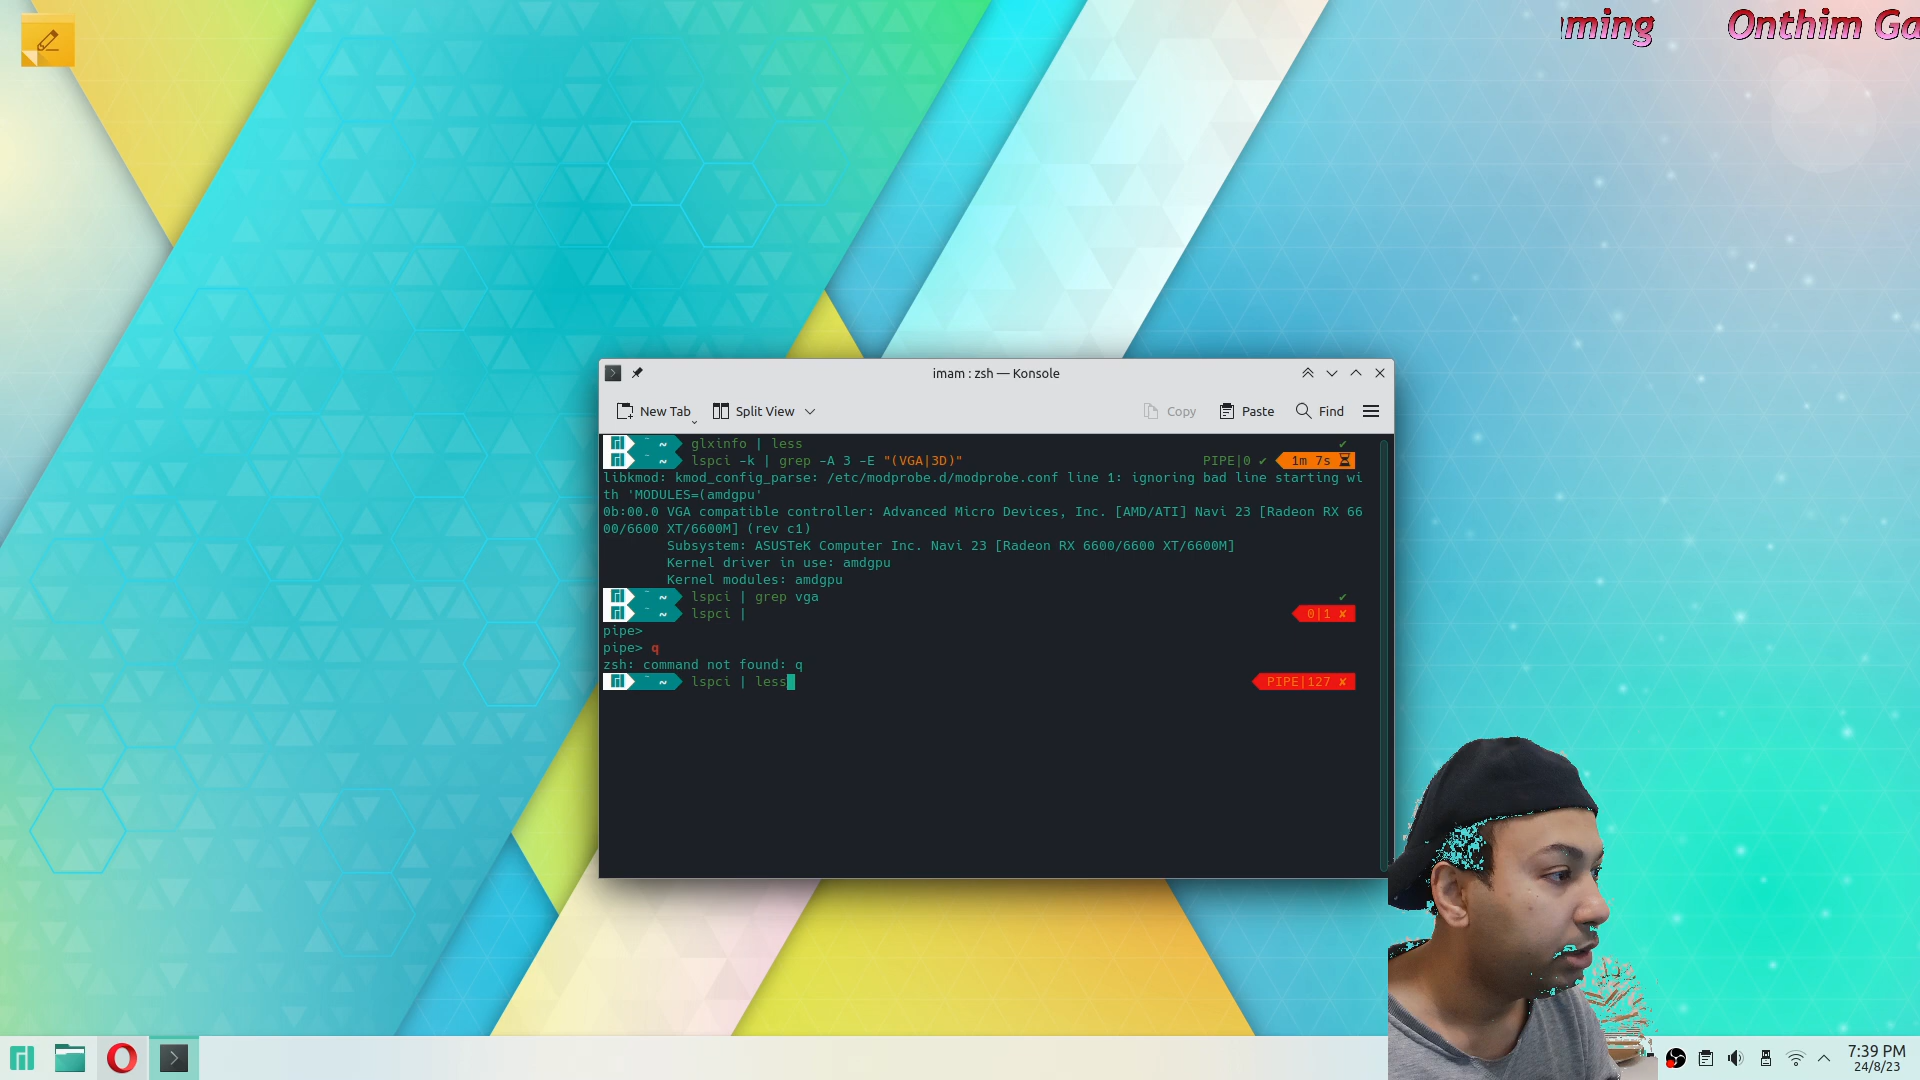 ming Onthim Ga
imam : zsh — Konsole
New Tab Split View Copy Paste Find
~ glxinfo | less ✔
~ lspci -k | grep -A 3 -E "(VGA|3D)" PIPE|0 ✔ 1m 7s
libkmod: kmod_config_parse: /etc/modprobe.d/modprobe.conf line 1: ignoring bad line starting wi
th 'MODULES=(amdgpu'
0b:00.0 VGA compatible controller: Advanced Micro Devices, Inc. [AMD/ATI] Navi 23 [Radeon RX 66
00/6600 XT/6600M] (rev c1)
Subsystem: ASUSTeK Computer Inc. Navi 23 [Radeon RX 6600/6600 XT/6600M]
Kernel driver in use: amdgpu
Kernel modules: amdgpu
~ lspci | grep vga ✔
~ lspci | 0|1 ✘
pipe>
pipe> q
zsh: command not found: q
~ lspci | less PIPE|127 ✘
7:39 PM
24/8/23